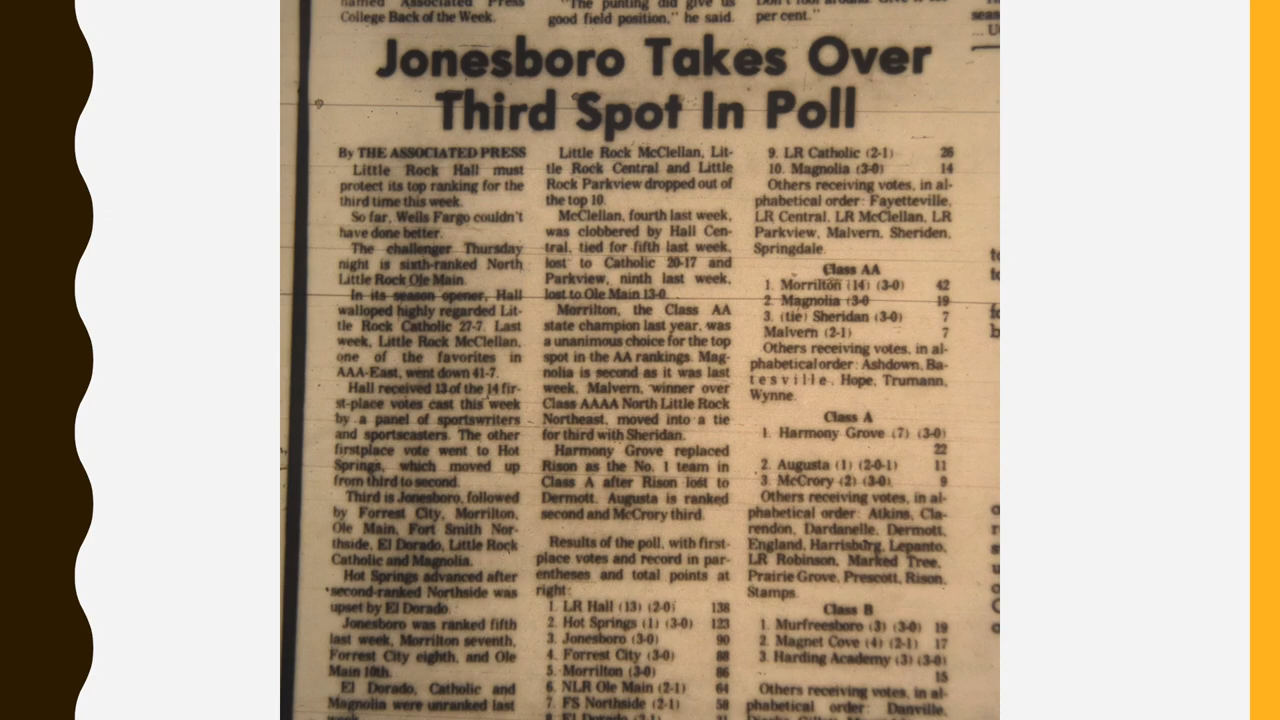 named Associated Press
College Back of the Week.
"The punting did give us
good field position," he said.
per cent."
Jonesboro Takes Over
Third Spot In Poll
By THE ASSOCIATED PRESS
Little Rock Hall must
protect its top ranking for the
third time this week.
So far, Wells Fargo couldn't
have done better.
The challenger Thursday
night is sixth-ranked North
Little Rock Ole Main.
In its season opener, Hall
walloped highly regarded Lit-
tle Rock Catholic 27-7. Last
week, Little Rock McClellan,
one of the favorites in
AAA-East, went down 41-7.
Hall received 13 of the 14 fir-
st-place votes cast this week
by a panel of sportswriters
and sportscasters. The other
firstplace vote went to Hot
Springs, which moved up
from third to second.
Third is Jonesboro, followed
by Forrest City, Morrilton,
Ole Main, Fort Smith Nor-
thside, El Dorado, Little Rock
Catholic and Magnolia.
Hot Springs advanced after
second-ranked Northside was
upset by El Dorado.
Jonesboro was ranked fifth
last week, Morrilton seventh,
Forrest City eighth, and Ole
Main 10th.
El Dorado, Catholic and
Magnolia were unranked last
week.
Little Rock McClellan, Lit-
tle Rock Central and Little
Rock Parkview dropped out of
the top 10.
McClellan, fourth last week,
was clobbered by Hall Cen-
tral, tied for fifth last week,
lost to Catholic 20-17 and
Parkview, ninth last week,
lost to Ole Main 13-0.
Morrilton, the Class AA
state champion last year, was
a unanimous choice for the top
spot in the AA rankings. Mag-
nolia is second as it was last
week, Malvern, winner over
Class AAAA North Little Rock
Northeast, moved into a tie
for third with Sheridan.
Harmony Grove replaced
Rison as the No. 1 team in
Class A after Rison lost to
Dermott. Augusta is ranked
second and McCrory third.
Results of the poll, with first-
place votes and record in par-
entheses and total points at
right:
1. LR Hall (13) (2-0) 138
2. Hot Springs (1) (3-0) 123
3. Jonesboro (3-0) 90
4. Forrest City (3-0) 88
5. Morrilton (3-0) 86
6. NLR Ole Main (2-1) 64
7. FS Northside (2-1) 58
8. El Dorado (2-1) 31
9. LR Catholic (2-1) 26
10. Magnolia (3-0) 14
Others receiving votes, in al-
phabetical order: Fayetteville,
LR Central, LR McClellan, LR
Parkview, Malvern, Sheriden,
Springdale.
Class AA
1. Morrilton (14) (3-0) 42
2. Magnolia (3-0 19
3. (tie) Sheridan (3-0) 7
Malvern (2-1) 7
Others receiving votes, in al-
phabeticalorder: Ashdown, Ba-
tesville, Hope, Trumann,
Wynne.
Class A
1. Harmony Grove (7) (3-0)
22
2. Augusta (1) (2-0-1) 11
3. McCrory (2) (3-0) 9
Others receiving votes, in al-
phabetical order: Atkins, Cla-
rendon, Dardanelle, Dermott,
England, Harrisburg, Lepanto,
LR Robinson, Marked Tree,
Prairie Grove, Prescott, Rison,
Stamps.
Class B
1. Murfreesboro (3) (3-0) 19
2. Magnet Cove (4) (2-1) 17
3. Harding Academy (3) (3-0)
15
Others receiving votes, in al-
phabetical order: Danville,